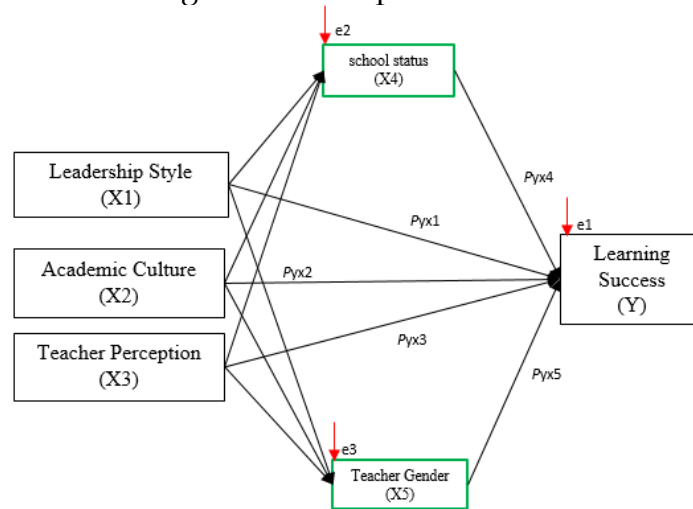 e2
school status
(X4)
Leadership Style
(X1)
Pyx4
Pyx1
e1
Academic Culture
(X2)
Pyx2
Learning
Success
(Y)
Teacher Perception
(X3)
Pyx3
Pyx5
e3
Teacher Gender
(X5)